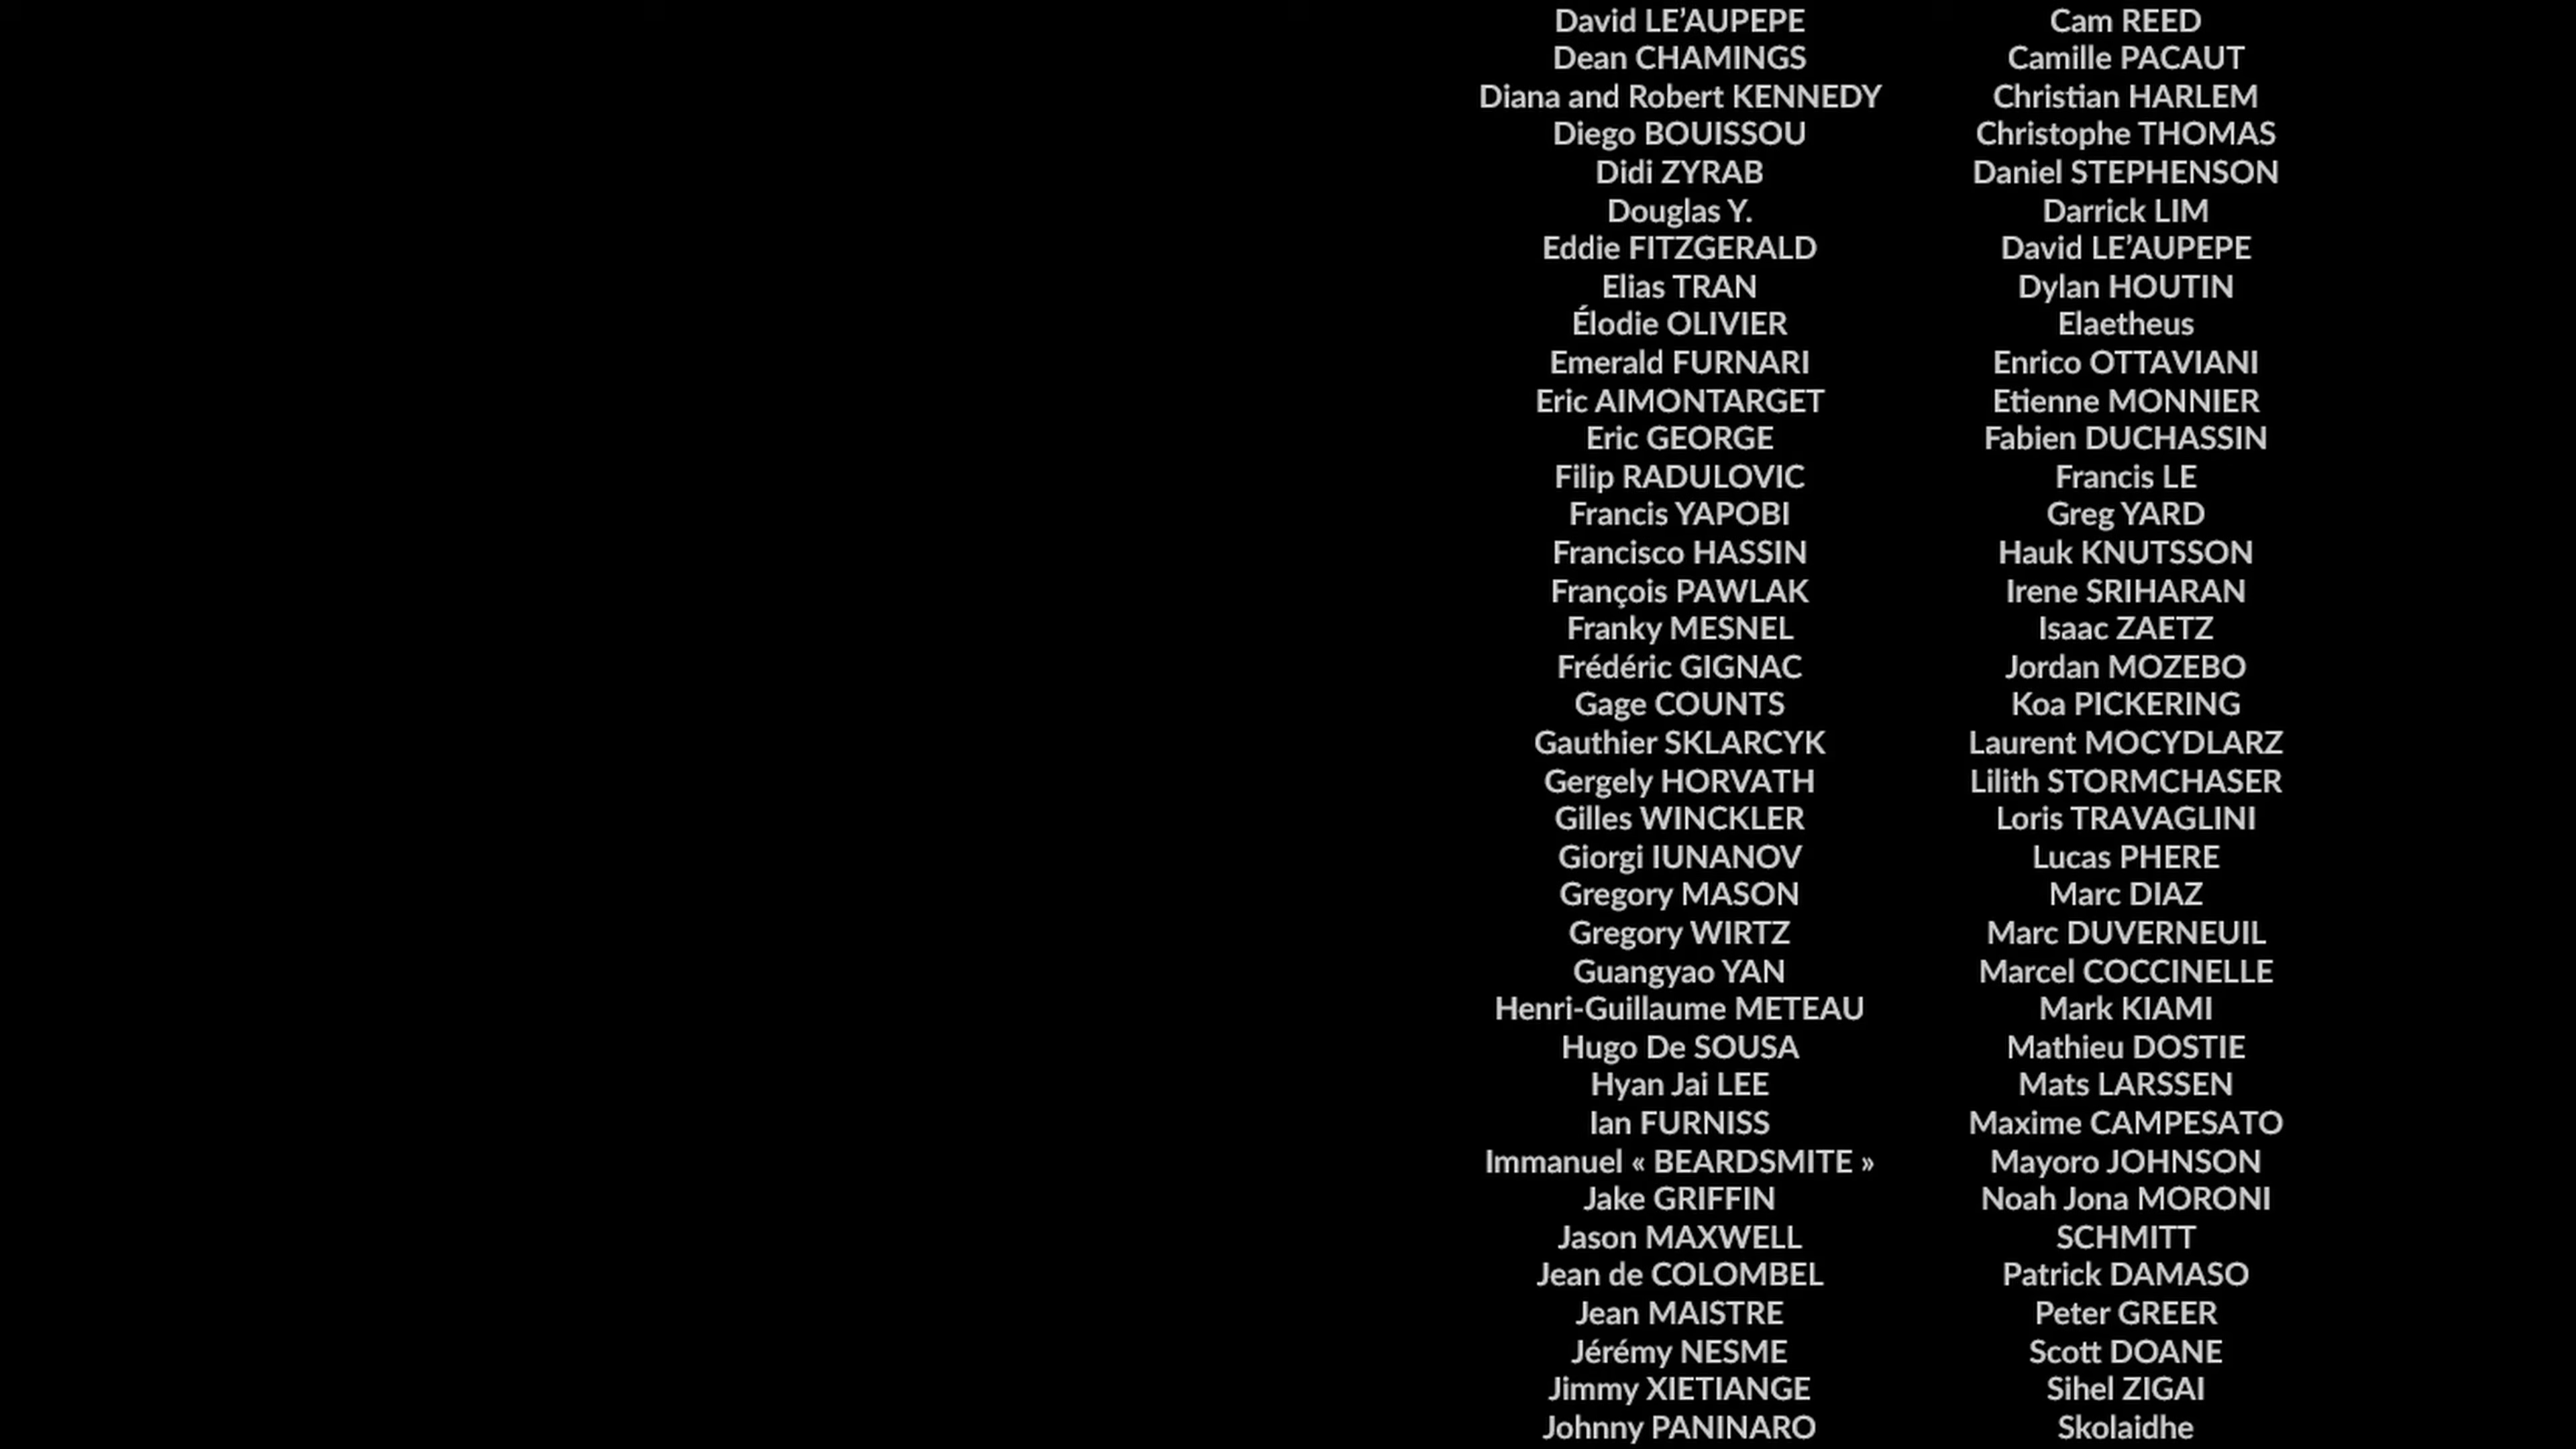 David LE’AUPEPE
Dean CHAMINGS
Diana and Robert KENNEDY
Diego BOUISSOU
Didi ZYRAB
Douglas Y.
Eddie FITZGERALD
Elias TRAN
Élodie OLIVIER
Emerald FURNARI
Eric AIMONTARGET
Eric GEORGE
Filip RADULOVIC
Francis YAPOBI
Francisco HASSIN
François PAWLAK
Franky MESNEL
Frédéric GIGNAC
Gage COUNTS
Gauthier SKLARCYK
Gergely HORVATH
Gilles WINCKLER
Giorgi IUNANOV
Gregory MASON
Gregory WIRTZ
Guangyao YAN
Henri-Guillaume METEAU
Hugo De SOUSA
Hyan Jai LEE
Ian FURNISS
Immanuel « BEARDSMITE »
Jake GRIFFIN
Jason MAXWELL
Jean de COLOMBEL
Jean MAISTRE
Jérémy NESME
Jimmy XIETIANGE
Johnny PANINARO
Cam REED
Camille PACAUT
Christian HARLEM
Christophe THOMAS
Daniel STEPHENSON
Darrick LIM
David LE’AUPEPE
Dylan HOUTIN
Elaetheus
Enrico OTTAVIANI
Etienne MONNIER
Fabien DUCHASSIN
Francis LE
Greg YARD
Hauk KNUTSSON
Irene SRIHARAN
Isaac ZAETZ
Jordan MOZEBO
Koa PICKERING
Laurent MOCYDLARZ
Lilith STORMCHASER
Loris TRAVAGLINI
Lucas PHERE
Marc DIAZ
Marc DUVERNEUIL
Marcel COCCINELLE
Mark KIAMI
Mathieu DOSTIE
Mats LARSSEN
Maxime CAMPESATO
Mayoro JOHNSON
Noah Jona MORONI
SCHMITT
Patrick DAMASO
Peter GREER
Scott DOANE
Sihel ZIGAI
Skolaidhe